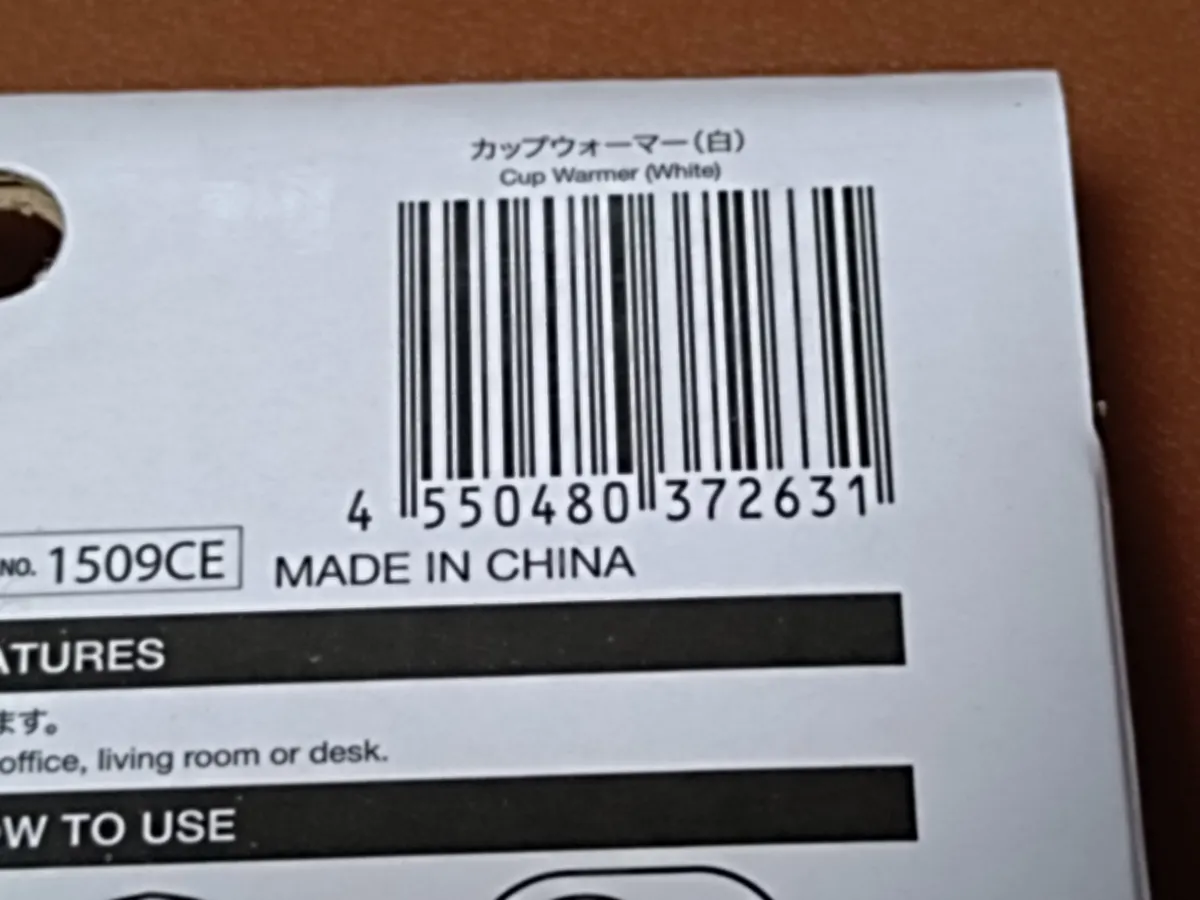 カップウォーマー(白)
Cup Warmer (White)
4 550480 372631
NO. 1509CE
MADE IN CHINA
ATURES
ます。
office, living room or desk.
OW TO USE